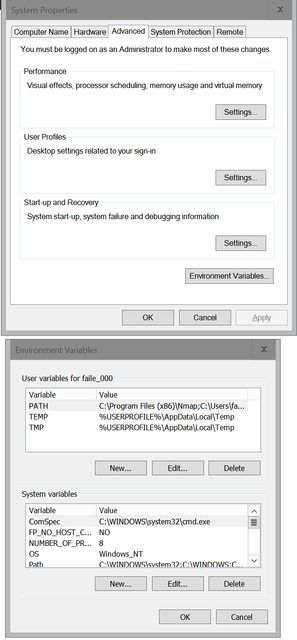 System Properties
Computer Name Hardware Advanced System Protection Remote
You must be logged on as an Administrator to make most of these changes.
Performance
Visual effects, processor scheduling, memory usage and virtual memory
Settings...
User Profiles
Desktop settings related to your sign-in
Settings...
Start-up and Recovery
System start-up, system failure and debugging information
Settings...
Environment Variables...
OK Cancel Apply
Environment Variables
User variables for faile_000
Variable Value
PATH C:\Program Files (x86)\Nmap;C:\Users\fa...
TEMP %USERPROFILE%\AppData\Local\Temp
TMP %USERPROFILE%\AppData\Local\Temp
New... Edit... Delete
System variables
Variable Value
ComSpec C:\WINDOWS\system32\cmd.exe
FP_NO_HOST_C... NO
NUMBER_OF_PR... 8
OS Windows_NT
Path C:\WINDOWS\system32;C:\WINDOWS;C...
New... Edit... Delete
OK Cancel